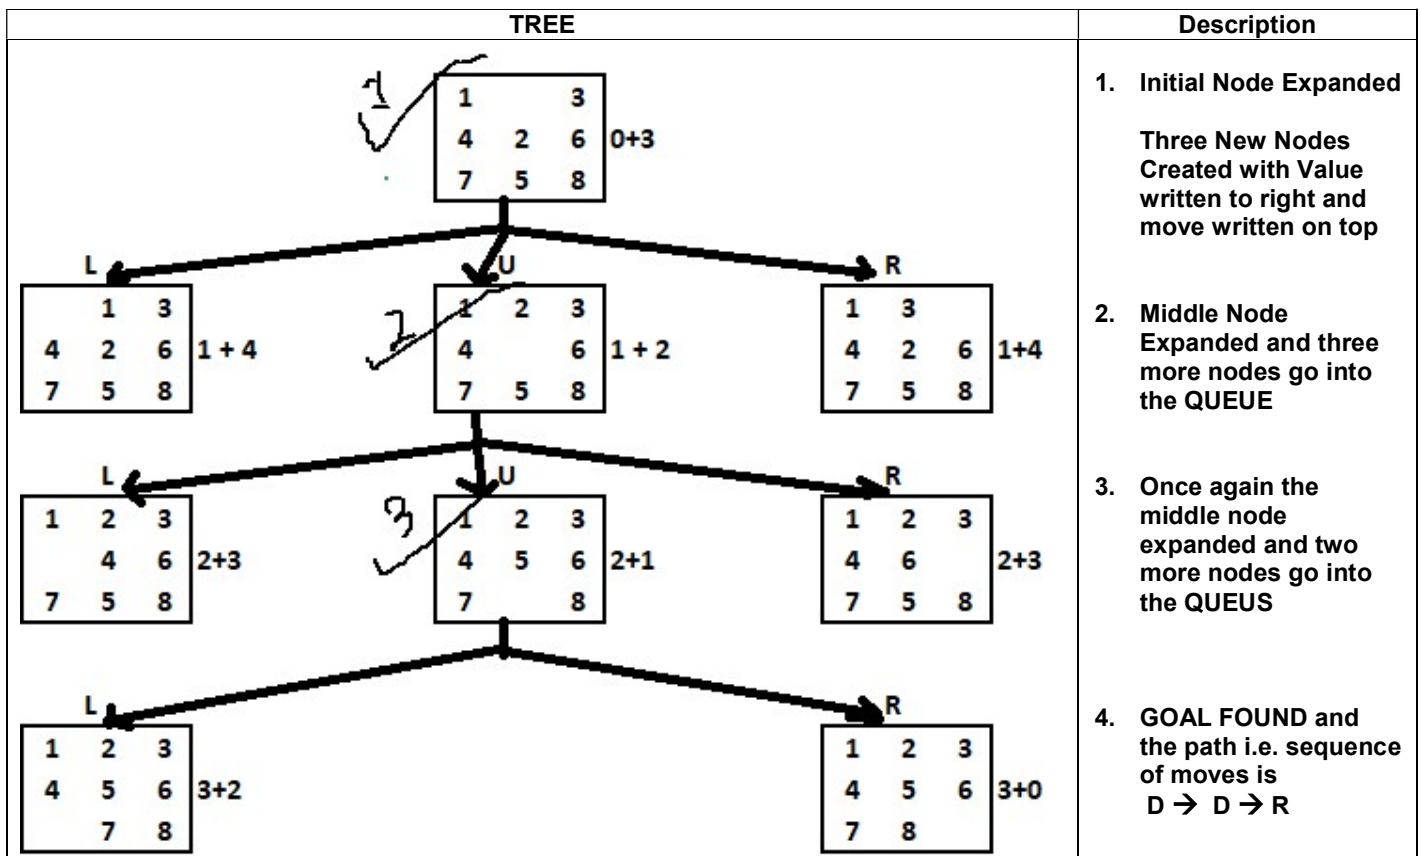 TREE
Description
1
1 3
4 2 6 0+3
7 5 8
L
U
R
1 3
4 2 6 1 + 4
7 5 8
2
1 2 3
4 6 1 + 2
7 5 8
1 3
4 2 6 1+4
7 5 8
L
U
R
1 2 3
4 6 2+3
7 5 8
3
1 2 3
4 5 6 2+1
7 8
1 2 3
4 6 2+3
7 5 8
L
R
1 2 3
4 5 6 3+2
7 8
1 2 3
4 5 6 3+0
7 8
1. Initial Node Expanded
Three New Nodes
Created with Value
written to right and
move written on top
2. Middle Node
Expanded and three
more nodes go into
the QUEUE
3. Once again the
middle node
expanded and two
more nodes go into
the QUEUS
4. GOAL FOUND and
the path i.e. sequence
of moves is
D → D → R